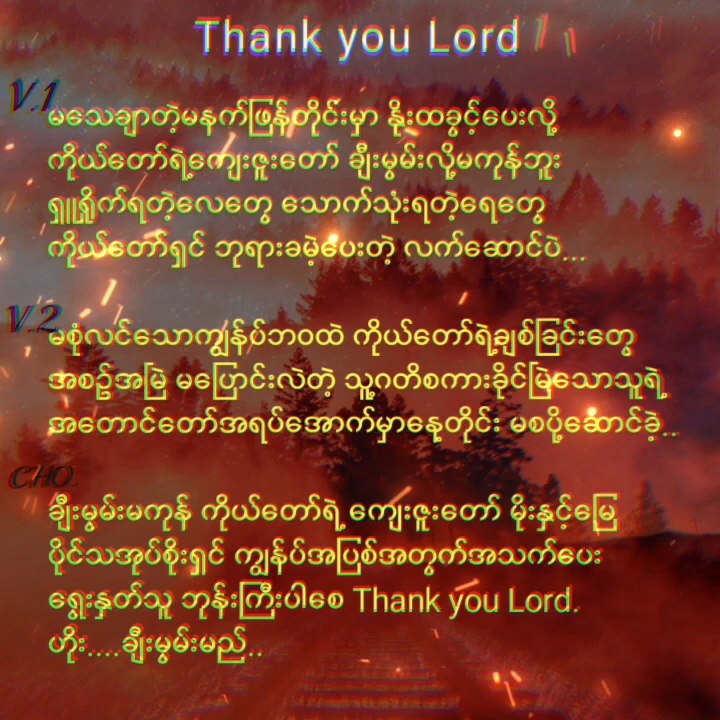 Thank you Lord
V.1
မသေချာတဲ့မနက်ဖြန်တိုင်းမှာ နိုးထခွင့်ပေးလို့
ကိုယ်တော်ရဲ့ကျေးဇူးတော် ချီးမွမ်းလို့မကုန်ဘူး
ရှူရှိုက်ရတဲ့လေတွေ သောက်သုံးရတဲ့ရေတွေ
ကိုယ်တော်ရှင် ဘုရားခမဲ့ပေးတဲ့ လက်ဆောင်ပဲ...
V.2
မစုံလင်သောကျွန်ပ်ဘဝထဲ ကိုယ်တော်ရဲ့ချစ်ခြင်းတွေ
အစဥ်အမြဲ မပြောင်းလဲတဲ့ သူ့ဂတိစကားခိုင်မြဲသောသူရဲ့
အတောင်တော်အရပ်အောက်မှာနေ့တိုင်း မစပို့ဆောင်ခဲ့..
CHO
ချီးမွမ်းမကုန် ကိုယ်တော်ရဲ့ ကျေးဇူးတော် မိုးနှင့်မြေ
ပိုင်သအုပ်စိုးရှင် ကျွန်ပ်အပြစ်အတွက်အသက်ပေး
ရွေးနှုတ်သူ ဘုန်းကြီးပါစေ Thank you Lord.
ဟိုး....ချီးမွမ်းမည်..